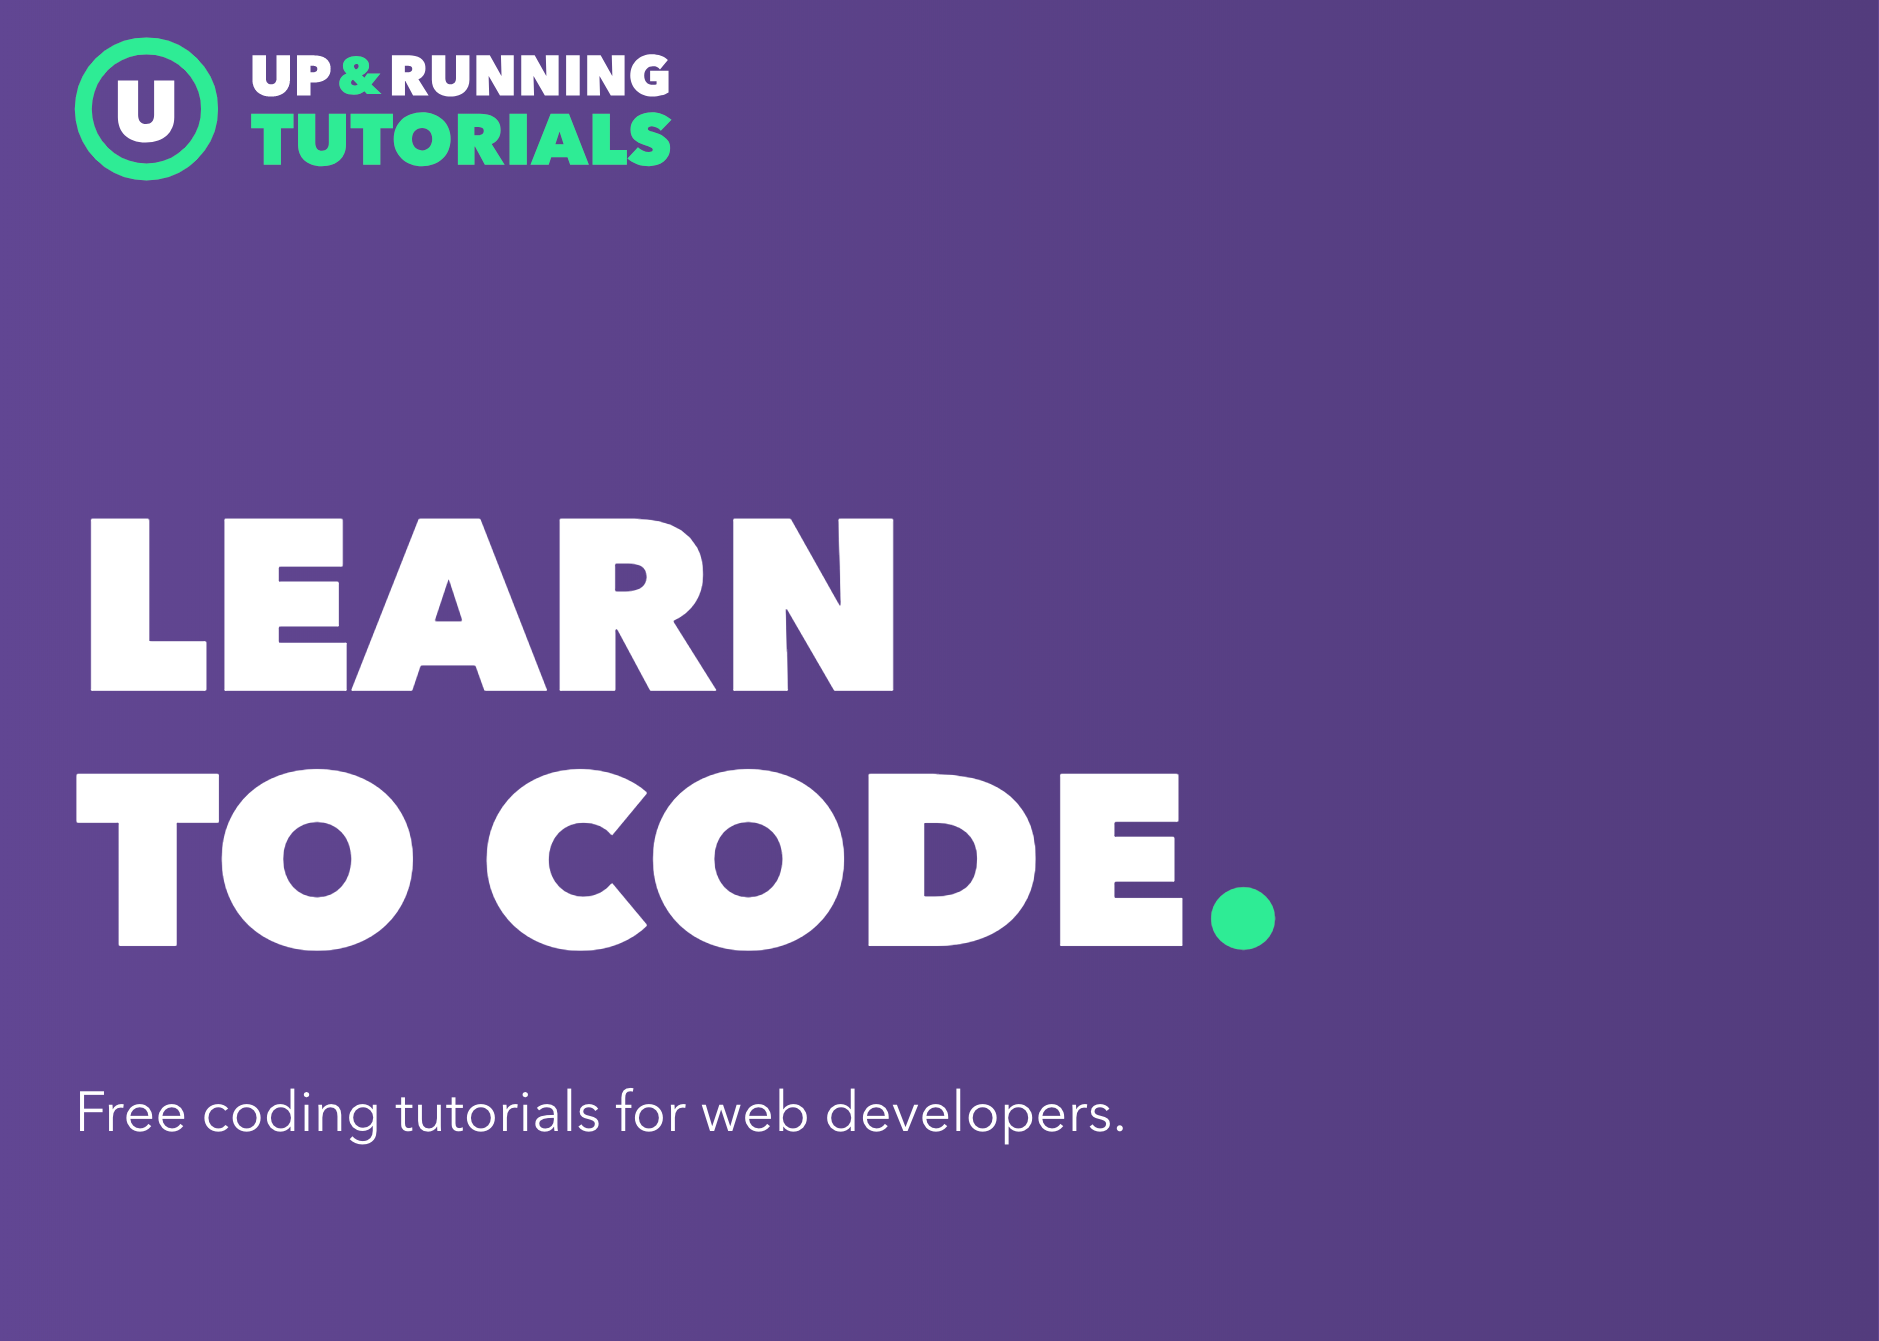 U
UP & RUNNING
TUTORIALS
LEARN
TO CODE.
Free coding tutorials for web developers.